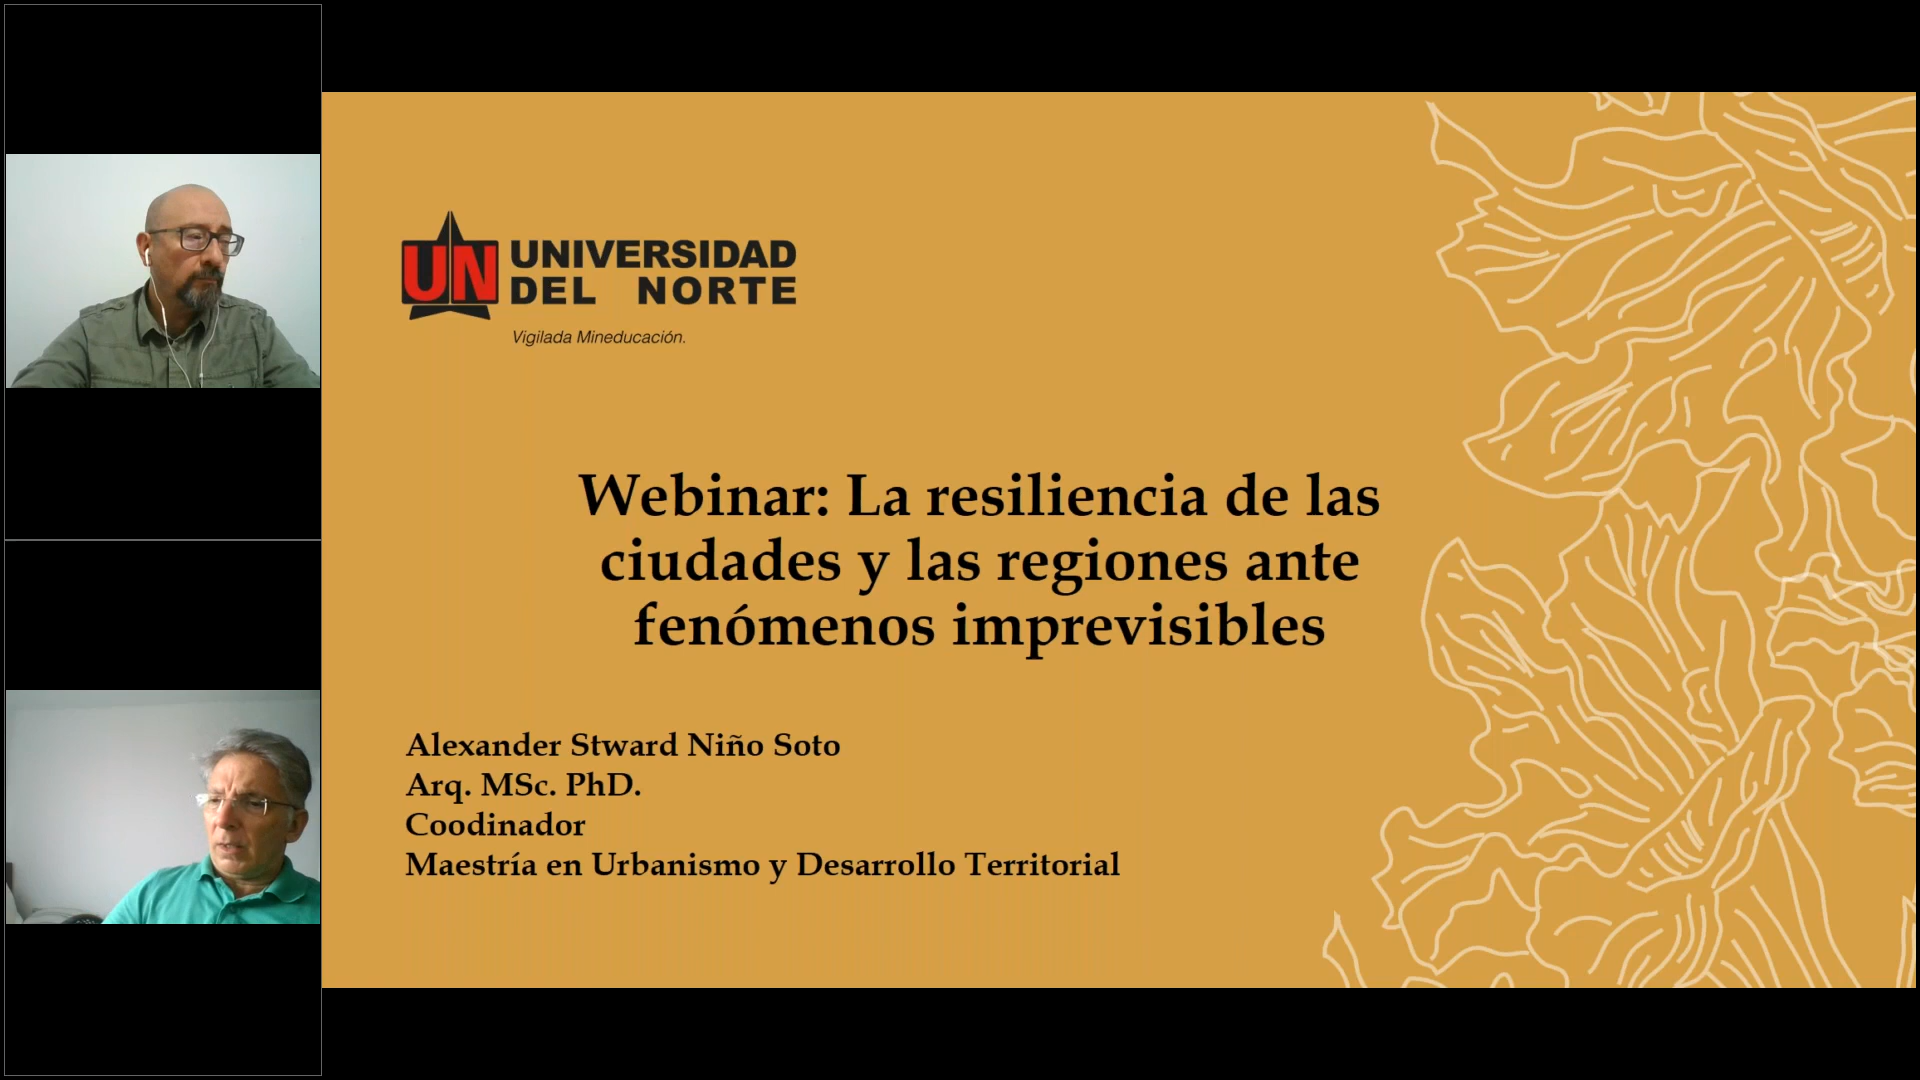 UN UNIVERSIDAD
DEL NORTE
Vigilada Mineducación.
Webinar: La resiliencia de las
ciudades y las regiones ante
fenómenos imprevisibles
Alexander Stward Niño Soto
Arq. MSc. PhD.
Coodinador
Maestría en Urbanismo y Desarrollo Territorial